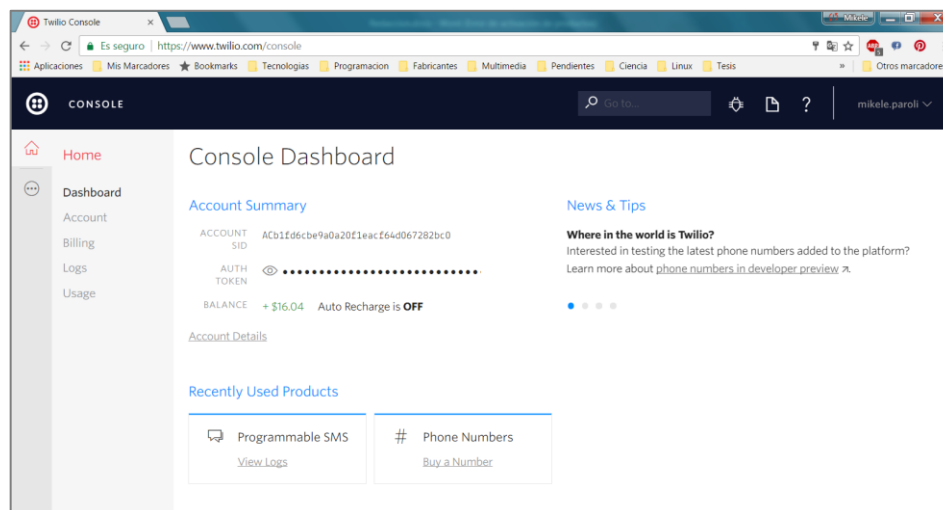 Twilio Console
Mikele
Es seguro | https://www.twilio.com/console
Aplicaciones Mis Marcadores Bookmarks Tecnologias Programacion Fabricantes Multimedia Pendientes Ciencia Linux Tesis » Otros marcadore
CONSOLE Go to... ? mikele.paroli
Home
Console Dashboard
Dashboard
Account
Billing
Logs
Usage
Account Summary
ACCOUNT SID ACb1fd6cbe9a0a20f1eacf64d067282bc0
AUTH TOKEN
BALANCE + $16.04 Auto Recharge is OFF
Account Details
News & Tips
Where in the world is Twilio?
Interested in testing the latest phone numbers added to the platform?
Learn more about phone numbers in developer preview
Recently Used Products
Programmable SMS
View Logs
# Phone Numbers
Buy a Number